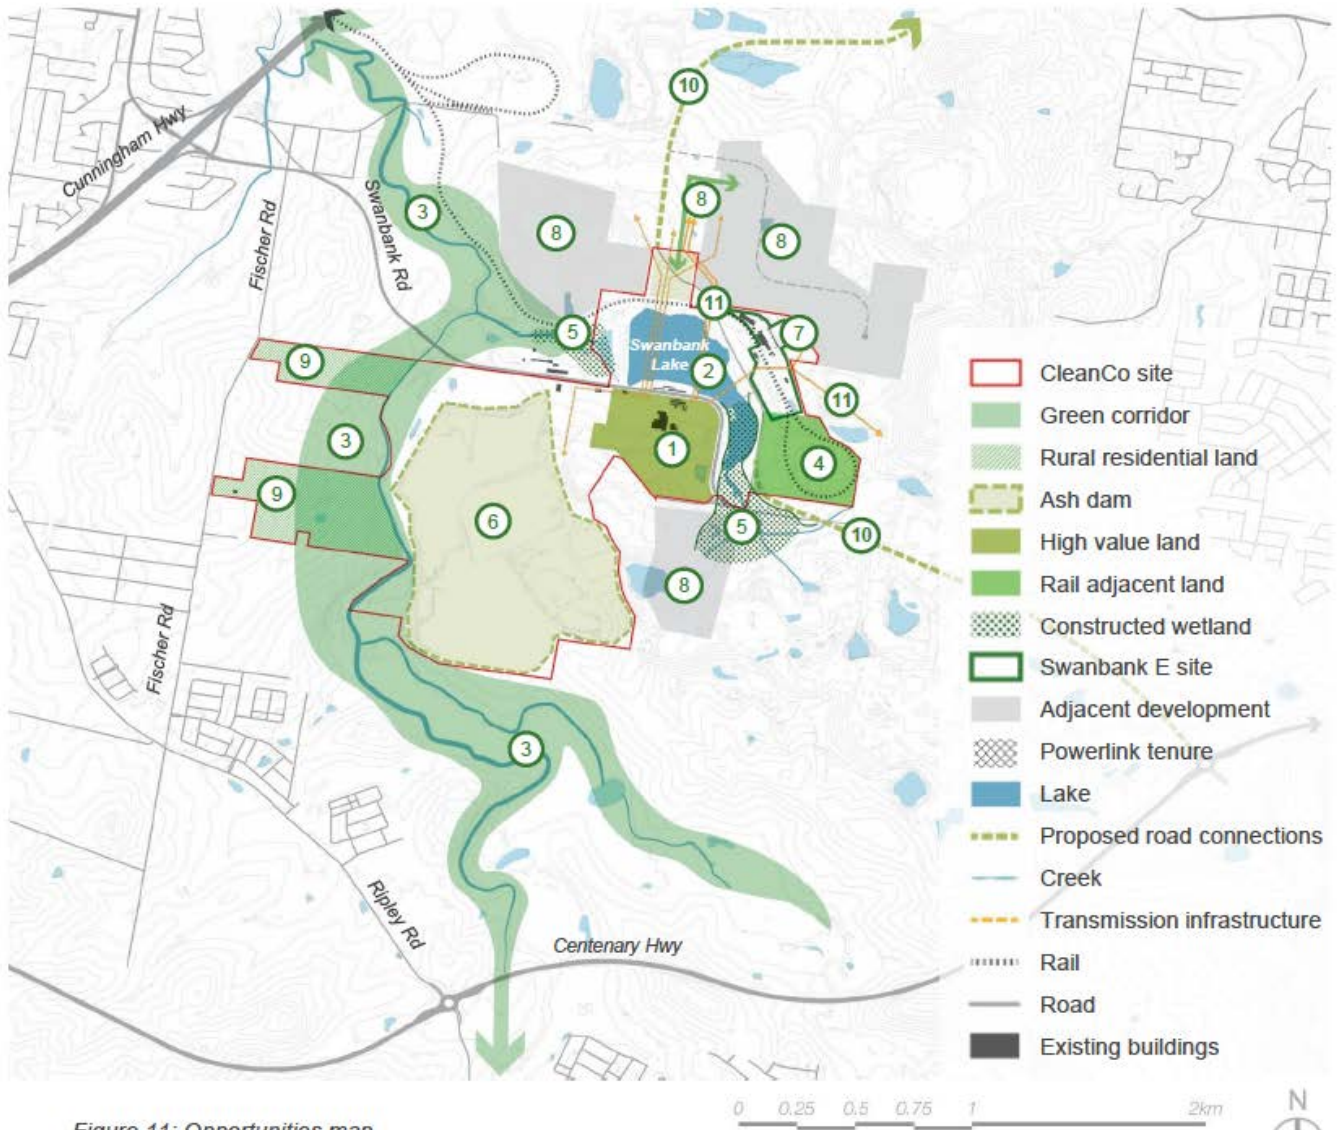 10
Cunningham Hwy
Fischer Rd
Swanbank Rd
3
8
8
8
11
5
7
Swanbank
Lake
2
9
11
3
1
4
9
6
5
10
8
Fischer Rd
3
Ripley Rd
Centenary Hwy
CleanCo site
Green corridor
Rural residential land
Ash dam
High value land
Rail adjacent land
Constructed wetland
Swanbank E site
Adjacent development
Powerlink tenure
Lake
Proposed road connections
Creek
Transmission infrastructure
Rail
Road
Existing buildings
0 0.25 0.5 0.75 1 2km
N
Figure 11: Opportunities map